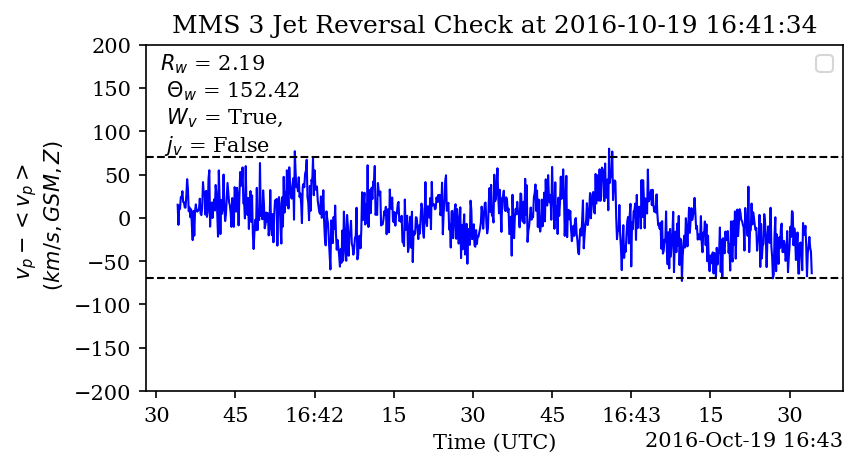 MMS 3 Jet Reversal Check at 2016-10-19 16:41:34
R_w = 2.19
Θ_w = 152.42
W_v = True,
j_v = False
v_p − < v_p >
(km/s, GSM, Z)
200
150
100
50
0
−50
−100
−150
−200
30 45 16:42 15 30 45 16:43 15 30
Time (UTC)
2016-Oct-19 16:43